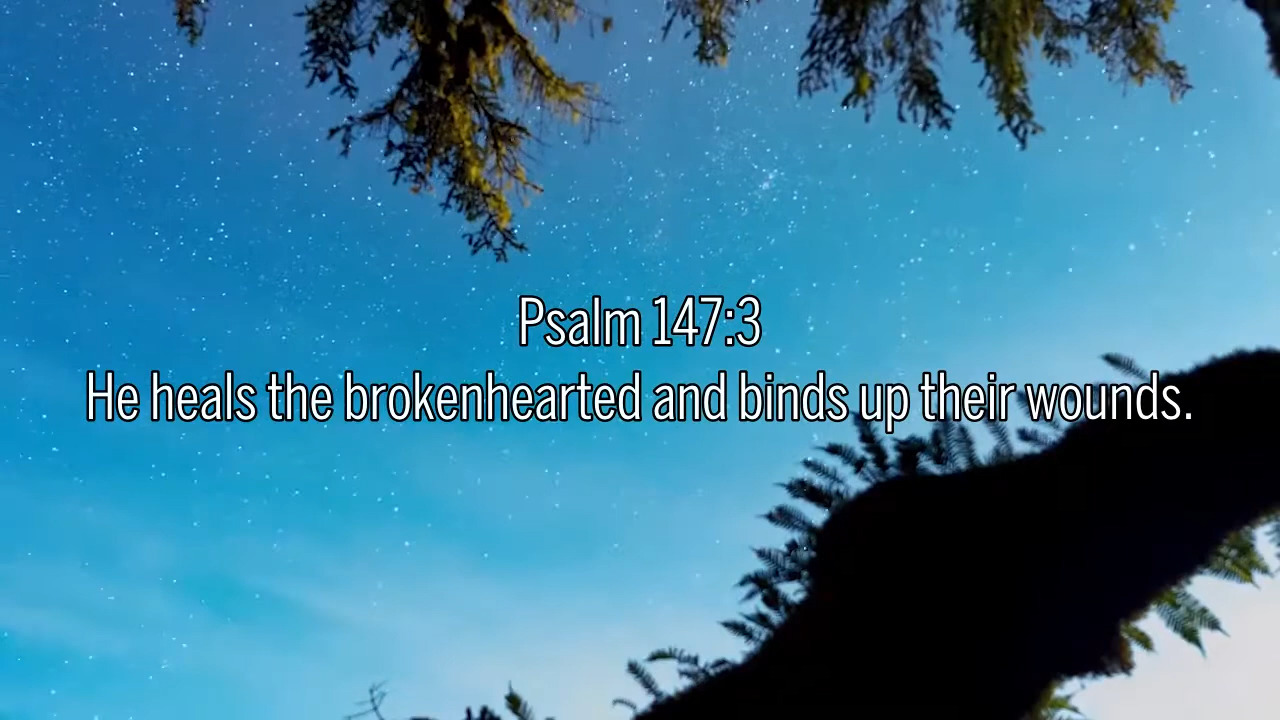 Psalm 147:3
He heals the brokenhearted and binds up their wounds.